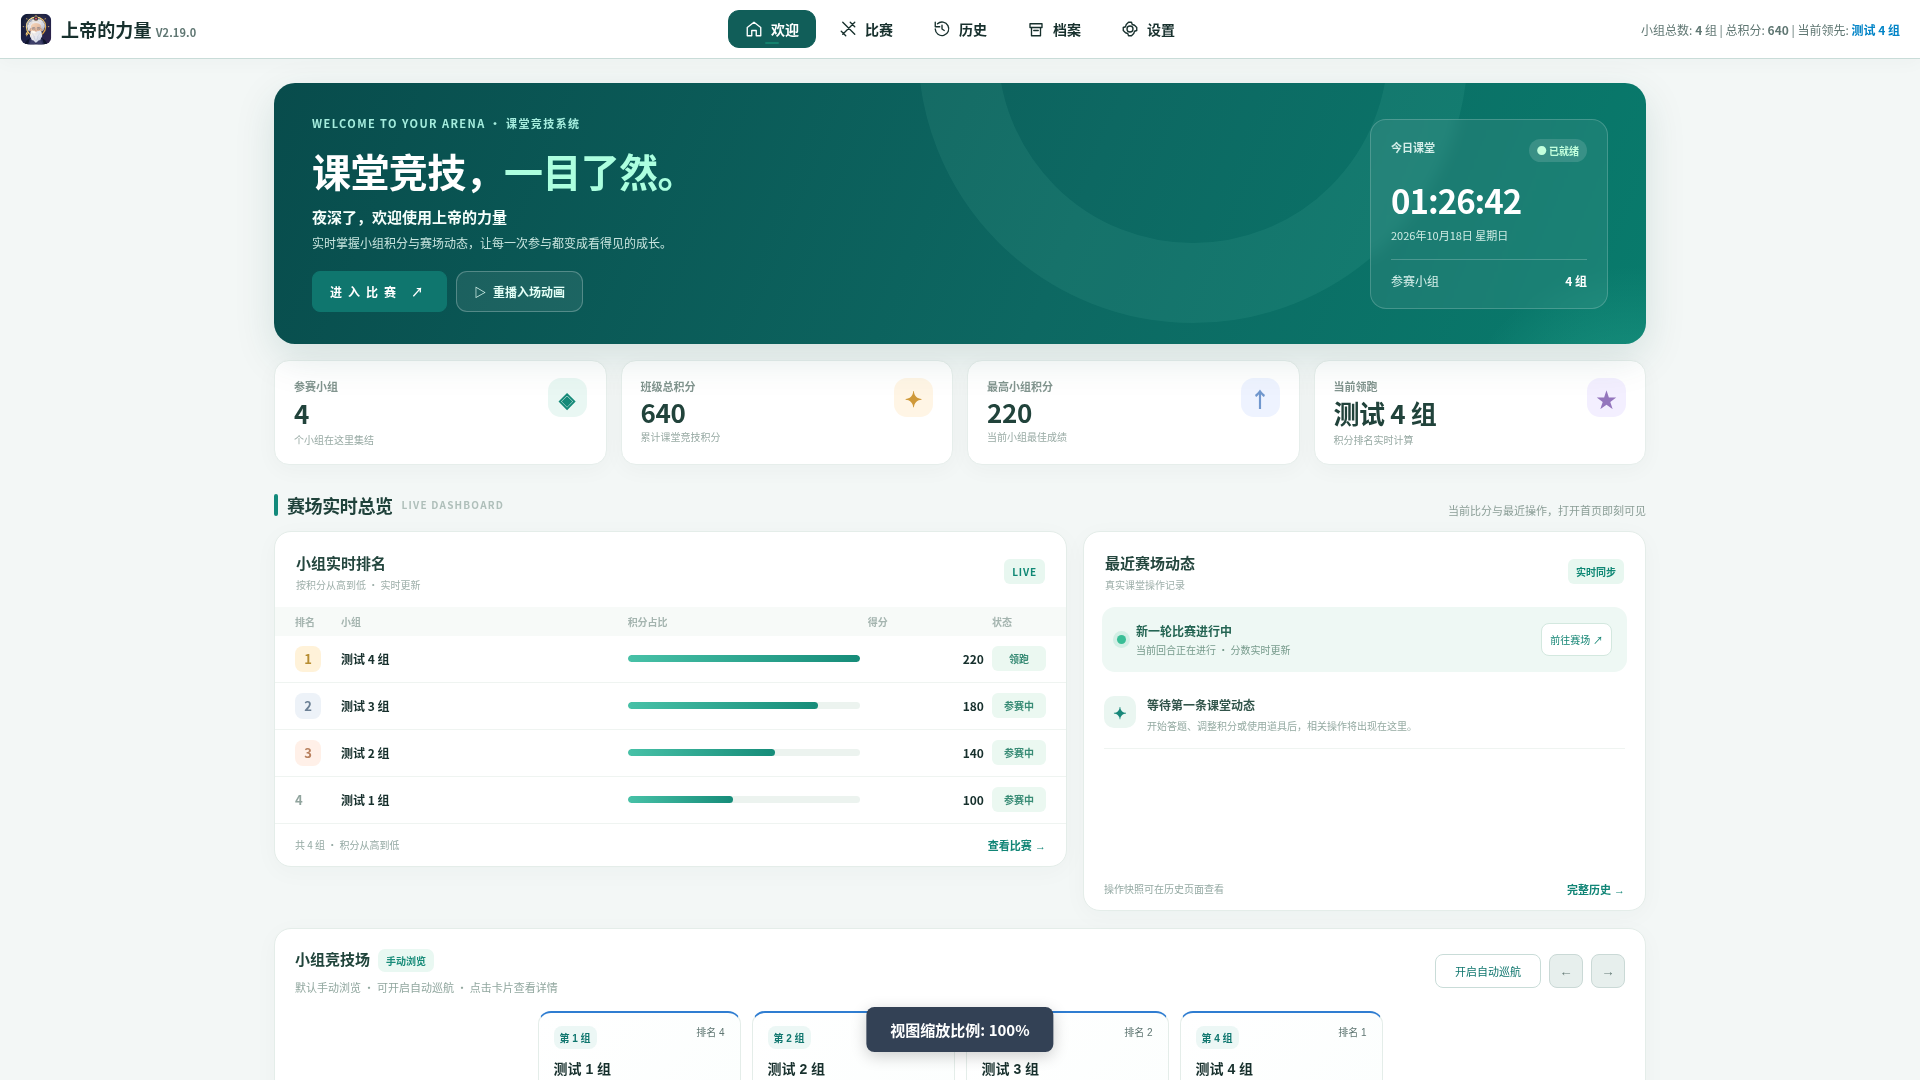 上帝的力量 V2.19.0
欢迎
比赛
历史
档案
设置
小组总数: 4 组 | 总积分: 640 | 当前领先: 测试 4 组
WELCOME TO YOUR ARENA • 课堂竞技系统
课堂竞技，一目了然。
夜深了，欢迎使用上帝的力量
实时掌握小组积分与赛场动态，让每一次参与都变成看得见的成长。
进入比赛 ↗
▷ 重播入场动画
今日课堂
已就绪
01:26:42
2026年10月18日 星期日
参赛小组
4 组
参赛小组
4
个小组在这里集结
班级总积分
640
累计课堂竞技积分
最高小组积分
220
当前小组最佳成绩
当前领跑
测试 4 组
积分排名实时计算
赛场实时总览 LIVE DASHBOARD
当前比分与最近操作，打开首页即刻可见
小组实时排名
按积分从高到低 • 实时更新
LIVE
排名 小组 积分占比 得分 状态
1 测试 4 组 220 领跑
2 测试 3 组 180 参赛中
3 测试 2 组 140 参赛中
4 测试 1 组 100 参赛中
共 4 组 • 积分从高到低
查看比赛 →
最近赛场动态
真实课堂操作记录
实时同步
新一轮比赛进行中
当前回合正在进行 • 分数实时更新
前往赛场 ↗
等待第一条课堂动态
开始答题、调整积分或使用道具后，相关操作将出现在这里。
操作快照可在历史页面查看
完整历史 →
小组竞技场 手动浏览
默认手动浏览 • 可开启自动巡航 • 点击卡片查看详情
开启自动巡航
←
→
第 1 组
排名 4
测试 1 组
第 2 组
测试 2 组
排名 2
测试 3 组
第 4 组
排名 1
测试 4 组
视图缩放比例: 100%